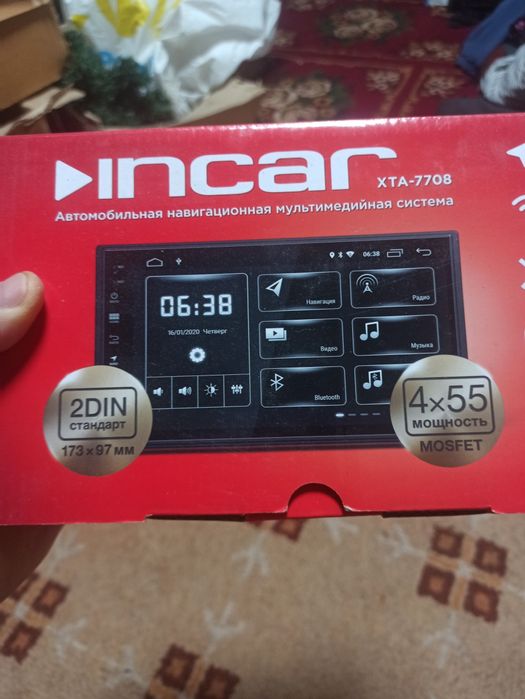 INCAR
XTA-7708
Автомобильная навигационная мультимедийная система
06:38
06:38
16/01/2020 Четверг
Навигация
Радио
Видео
Музыка
Bluetooth
2DIN
стандарт
173×97 мм
4×55
мощность
MOSFET